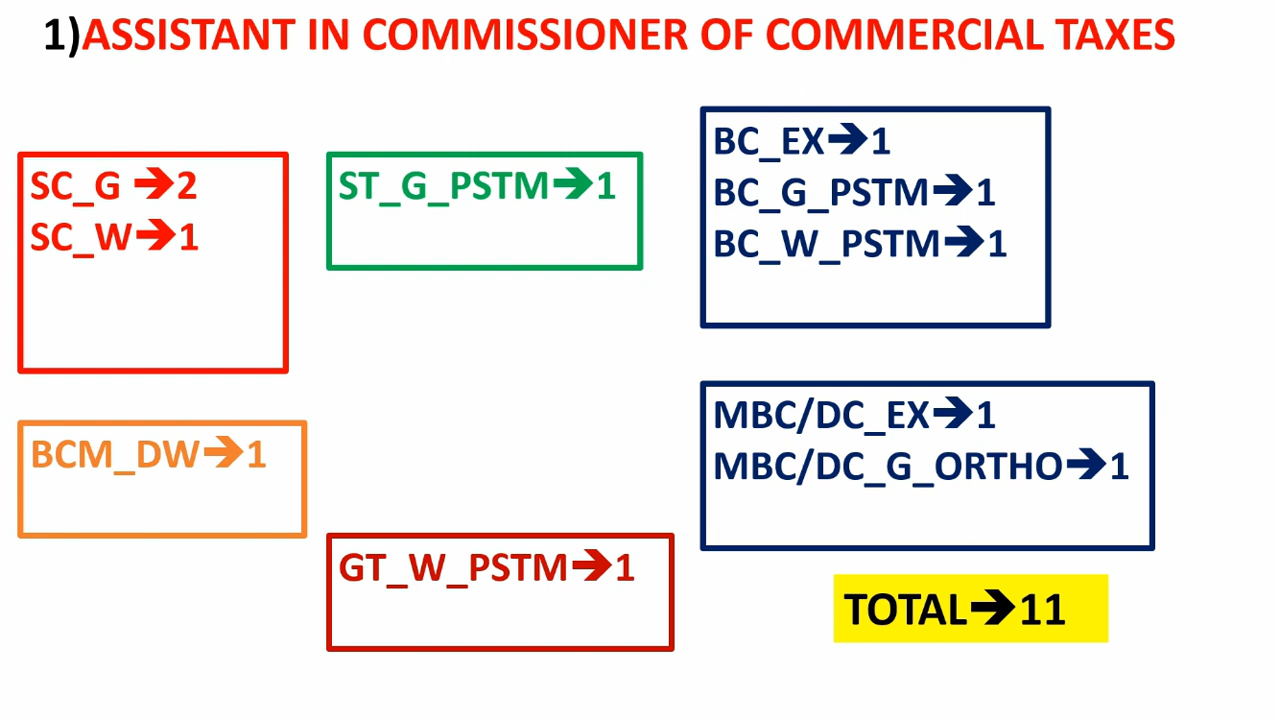 1)ASSISTANT IN COMMISSIONER OF COMMERCIAL TAXES
SC_G ➔2
SC_W➔1
ST_G_PSTM➔1
BC_EX➔1
BC_G_PSTM➔1
BC_W_PSTM➔1
BCM_DW➔1
MBC/DC_EX➔1
MBC/DC_G_ORTHO➔1
GT_W_PSTM➔1
TOTAL➔11